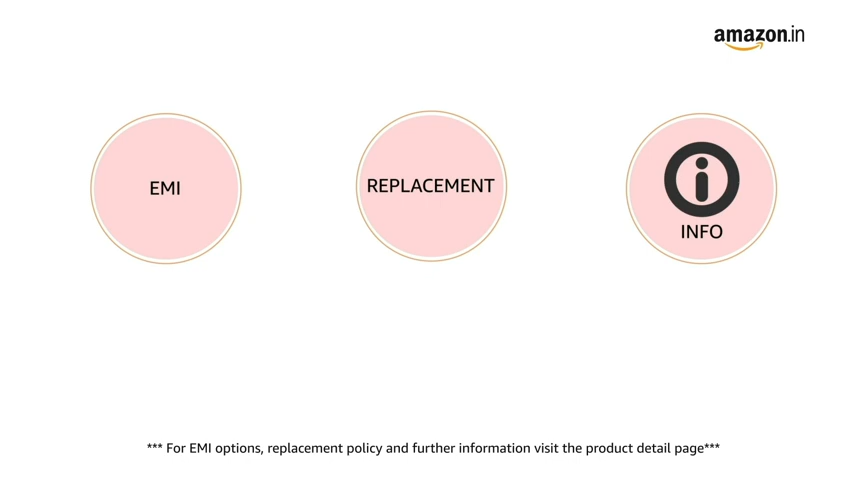 amazon.in
EMI
REPLACEMENT
INFO
*** For EMI options, replacement policy and further information visit the product detail page***